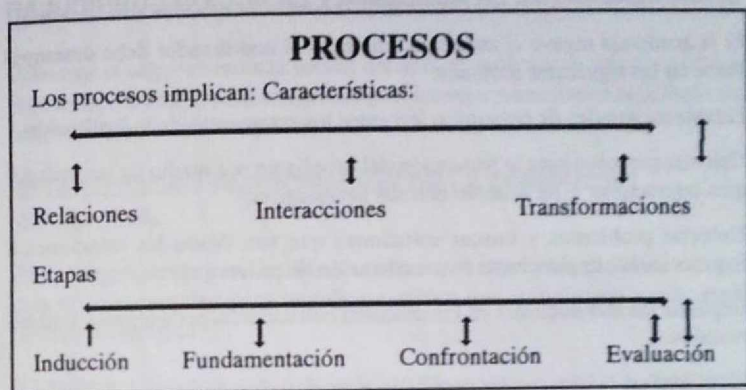 PROCESOS
Los procesos implican: Características:
Relaciones Interacciones Transformaciones
Etapas
Inducción Fundamentación Confrontación Evaluación